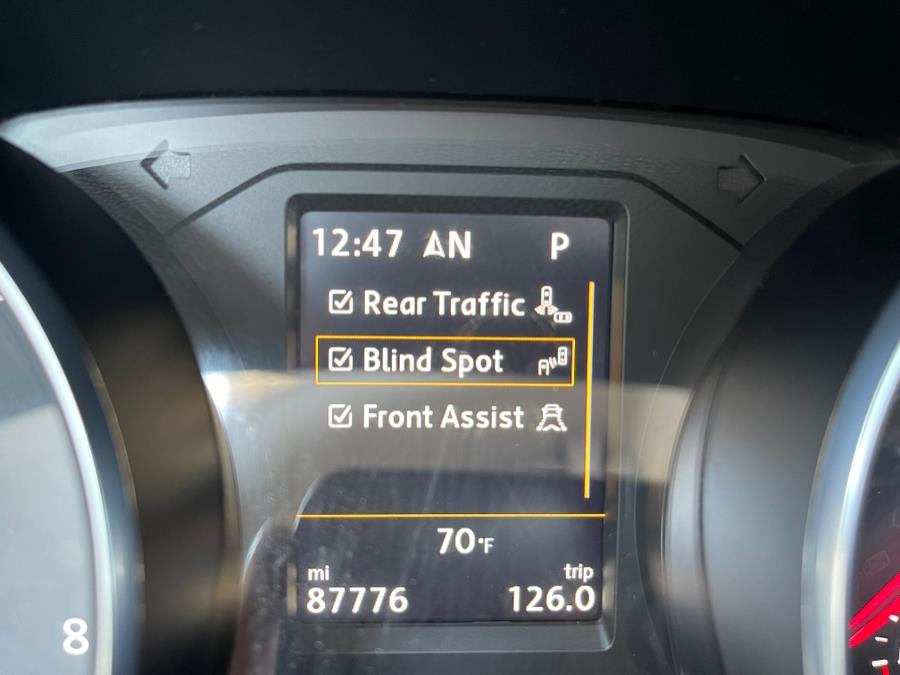 12:47 N P
Rear Traffic
Blind Spot
Front Assist
70°F
mi trip
87776 126.0
8